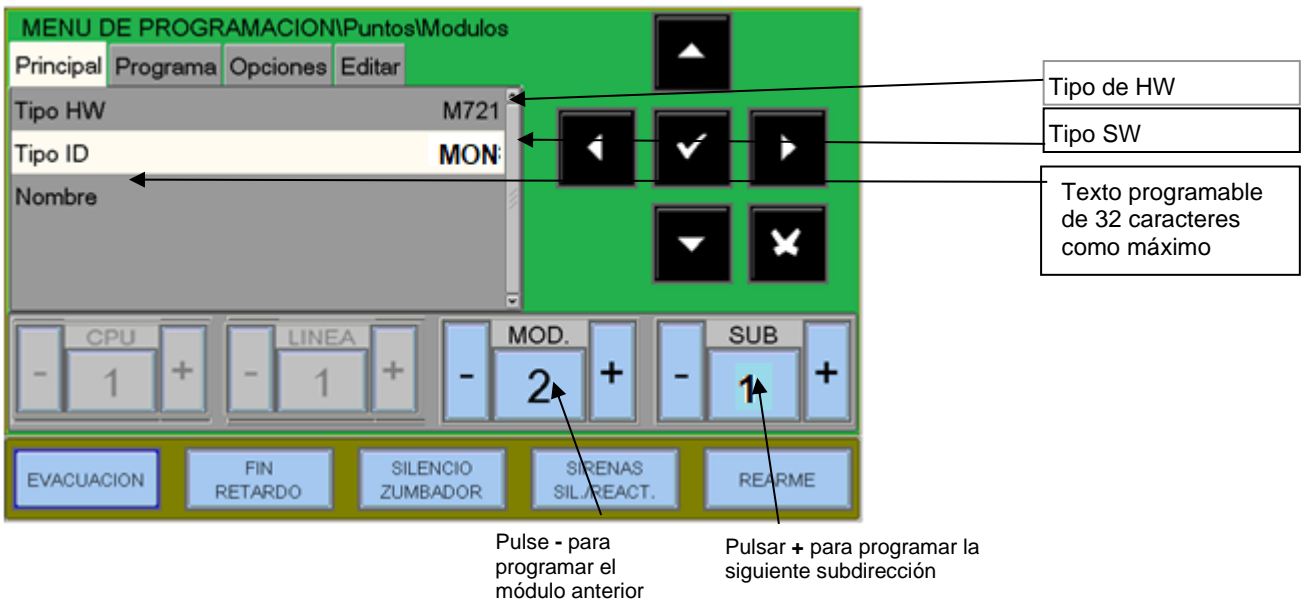 MENU DE PROGRAMACION\Puntos\Modulos
Principal Programa Opciones Editar
Tipo HW M721
Tipo ID MON
Nombre
Tipo de HW
Tipo SW
Texto programable
de 32 caracteres
como máximo
CPU LINEA MOD. SUB
- 1 + - 1 + - 2 + - 1 +
EVACUACION
FIN
RETARDO
SILENCIO
ZUMBADOR
SIRENAS
SIL./REACT.
REARME
Pulse - para
programar el
módulo anterior
Pulsar + para programar la
siguiente subdirección